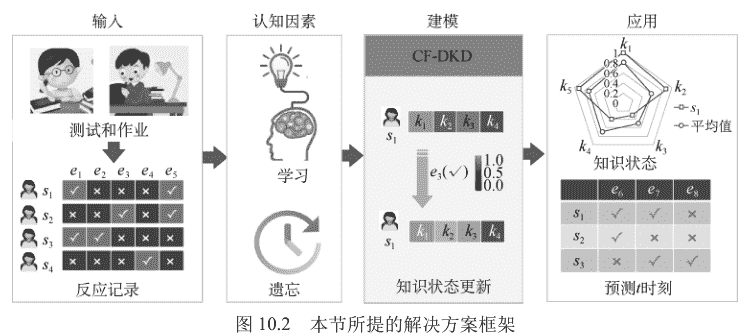 输入
认知因素
建模
应用
测试和作业
e1 e2 e3 e4 e5
s1 ✓ × × × ✓
s2 × × ✓ × ✓
s3 ✓ ✓ × × ×
s4 × × × ✓ ×
反应记录
学习
遗忘
CF-DKD
s1 k1 k2 k3 k4
e3(✓)
1.0
0.5
0.0
s1 k1 k2 k3 k4
知识状态更新
k1
k2
k3
k4
k5
1
0.8
0.6
0.4
0.2
0
s1
平均值
知识状态
e6 e7 e8
s1 ✓ ✓ ×
s2 ✓ × ×
s3 × ✓ ✓
预测t时刻
图 10.2 本节所提的解决方案框架